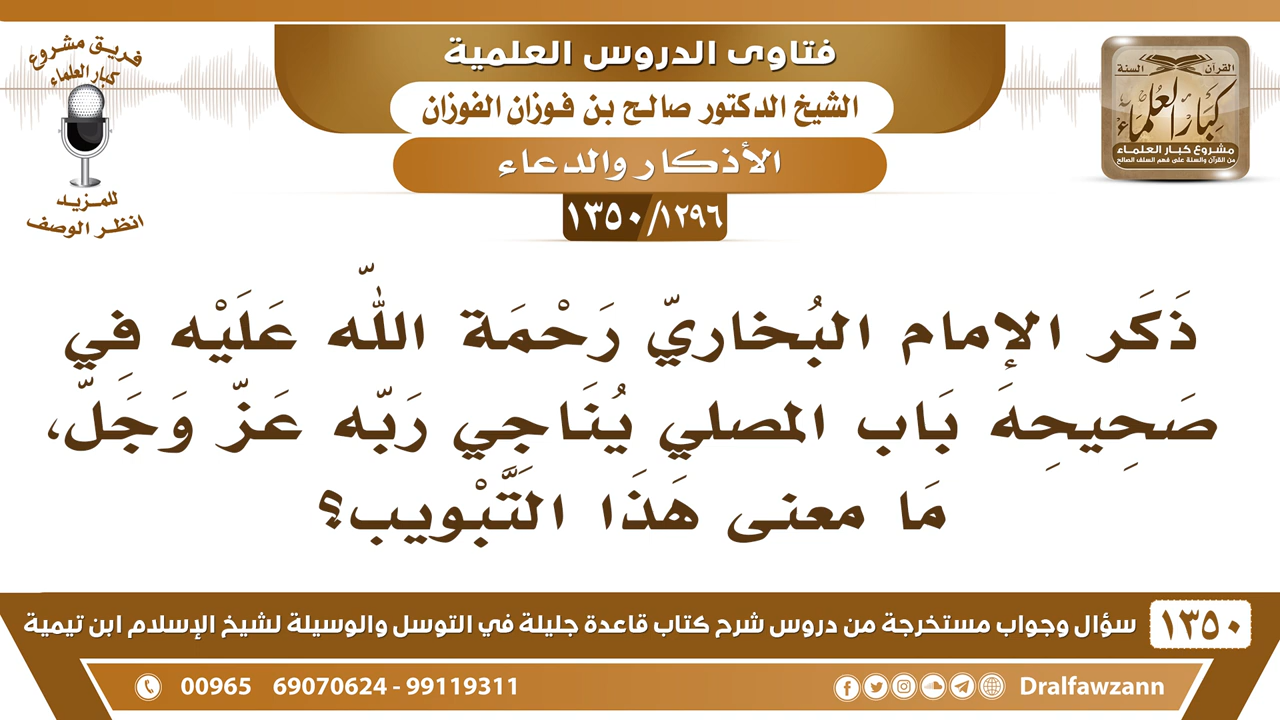 فتاوى الدروس العلمية
الشيخ الدكتور صالح بن فوزان الفوزان
الأذكار والدعاء
١٢٩٦/١٣٥٠
فريق مشروع
كبار العلماء
للمزيد
انظر الوصف
القرآن السنة
كبار العلماء
مشروع كبار العلماء
من القرآن والسنة على فهم السلف الصالح
ذَكَر الإمام البُخاريّ رَحْمَة اللّه عَلَيْه فِي
صَحِيحِهِ بَاب المصلي يُنَاجِي رَبّه عَزّ وَجَلّ،
مَا معنى هَذَا التَّبْويب؟
١٣٥٠ سؤال وجواب مستخرجة من دروس شرح كتاب قاعدة جليلة في التوسل والوسيلة لشيخ الإسلام ابن تيمية
00965 69070624 - 99119311
Dralfawzann